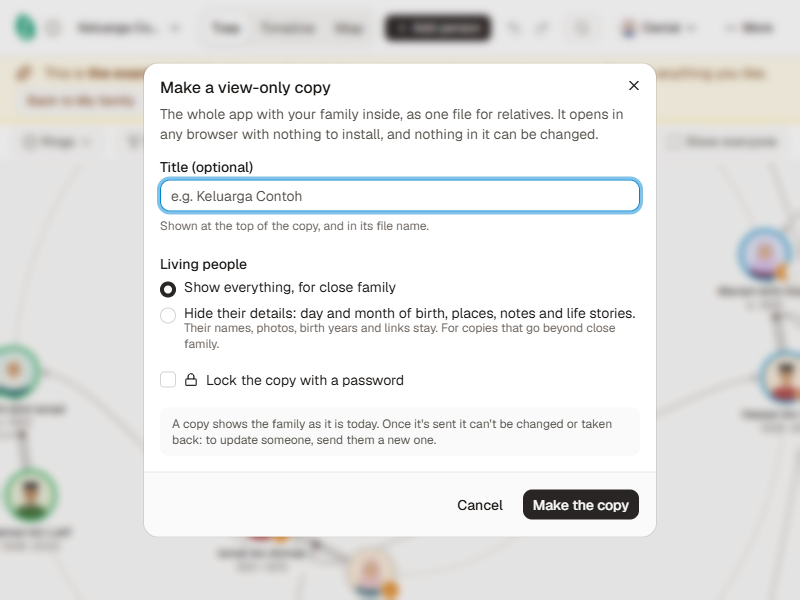 Tree Timeline Map Add person More
Make a view-only copy
The whole app with your family inside, as one file for relatives. It opens in
any browser with nothing to install, and nothing in it can be changed.
Title (optional)
e.g. Keluarga Contoh
Shown at the top of the copy, and in its file name.
Living people
Show everything, for close family
Hide their details: day and month of birth, places, notes and life stories.
Their names, photos, birth years and links stay. For copies that go beyond close
family.
Lock the copy with a password
A copy shows the family as it is today. Once it's sent it can't be changed or taken
back: to update someone, send them a new one.
Cancel
Make the copy